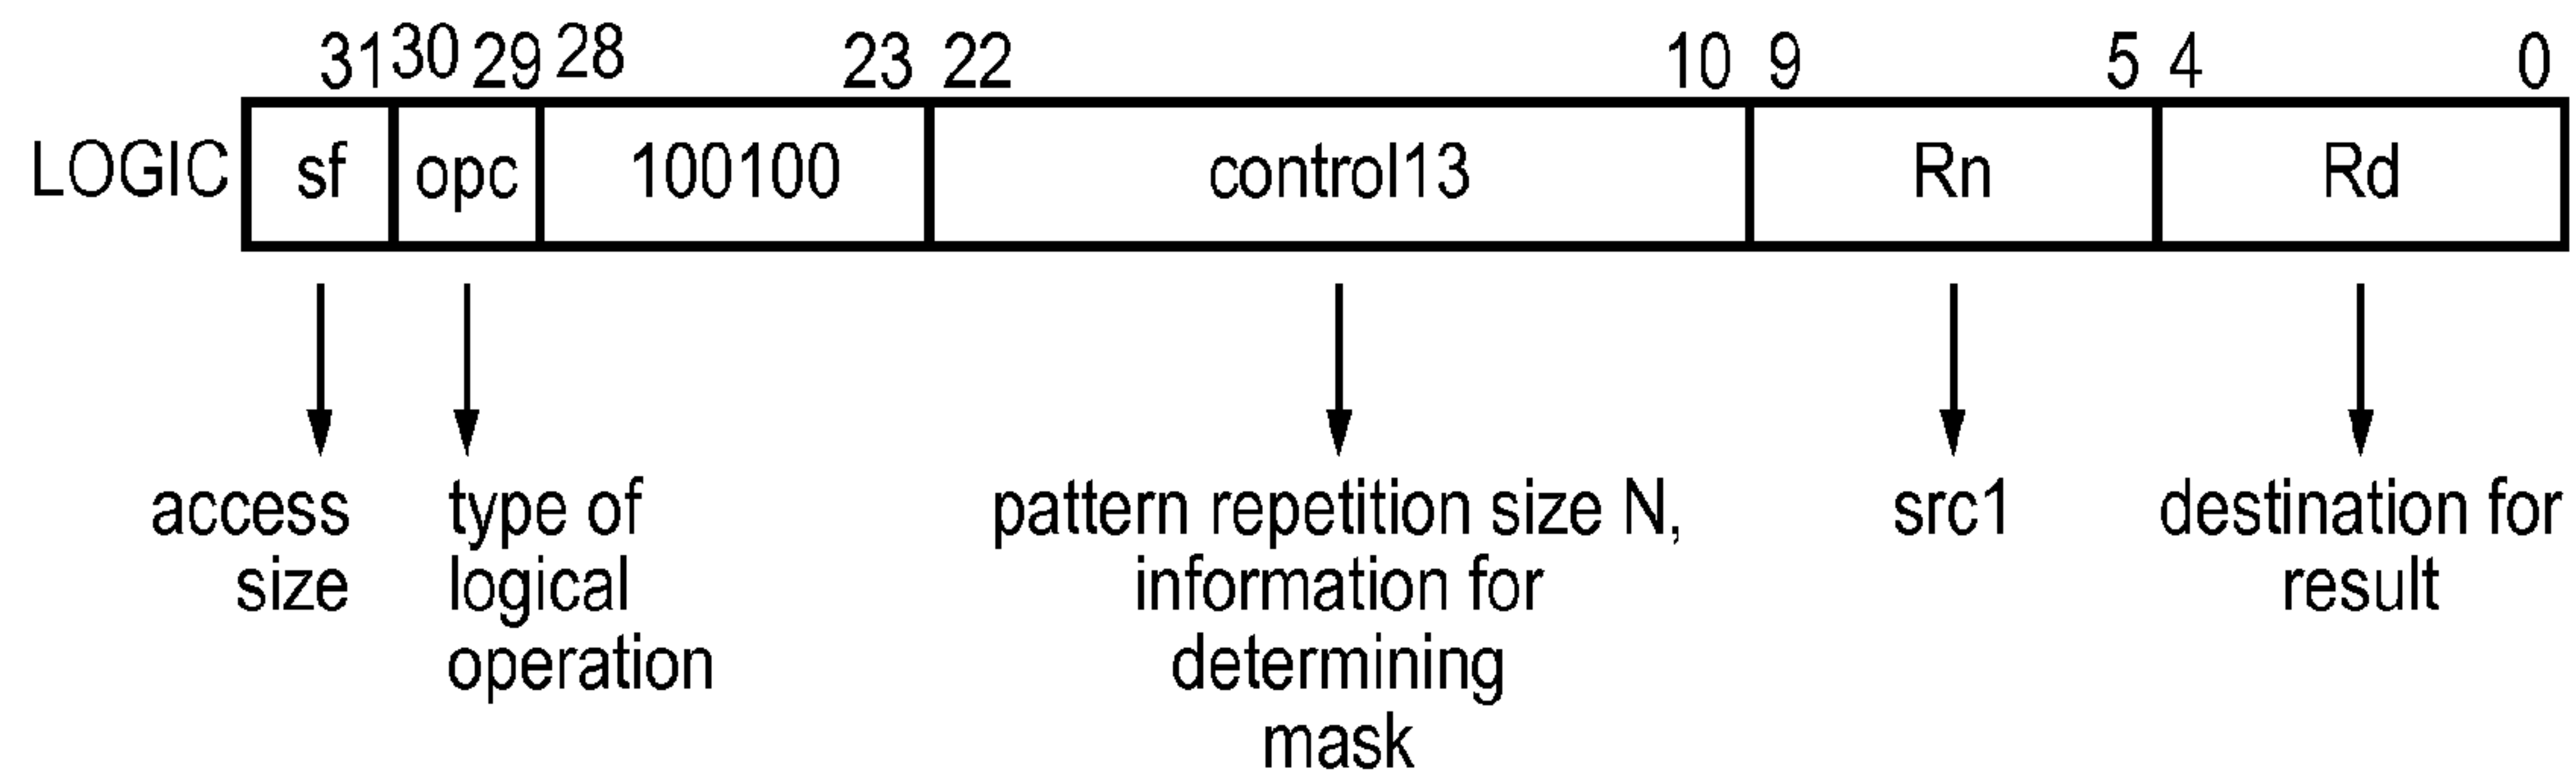 31 30 29 28 23 22 10 9 5 4 0
LOGIC sf opc 100100 control13 Rn Rd
access
size
type of
logical
operation
pattern repetition size N,
information for
determining
mask
src1
destination for
result